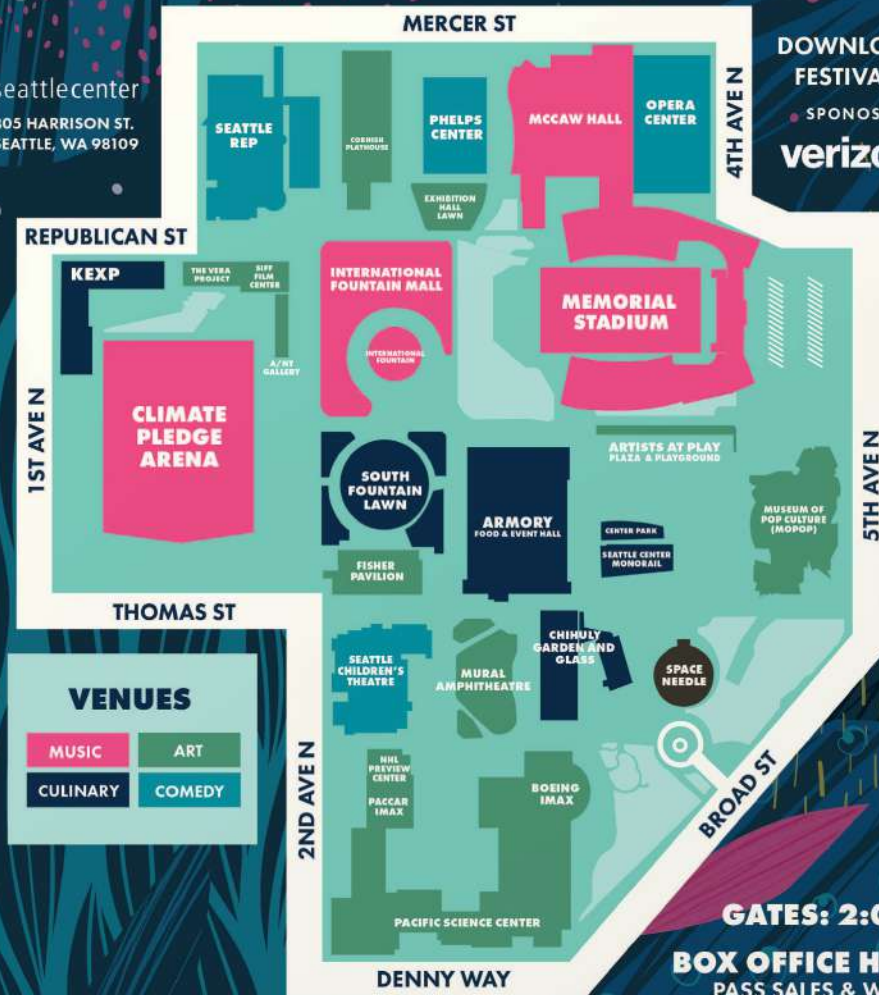 MERCER ST
seattlecenter
305 HARRISON ST.
SEATTLE, WA 98109
DOWNLO
FESTIVA
SPONOS
verizo
4TH AVE N
SEATTLE
REP
CORNISH
PLAYHOUSE
PHELPS
CENTER
MCCAW HALL
OPERA
CENTER
EXHIBITION
HALL
LAWN
REPUBLICAN ST
KEXP
THE VERA
PROJECT
SIFF
FILM
CENTER
INTERNATIONAL
FOUNTAIN MALL
INTERNATIONAL
FOUNTAIN
MEMORIAL
STADIUM
A/NT
GALLERY
1ST AVE N
CLIMATE
PLEDGE
ARENA
5TH AVE N
SOUTH
FOUNTAIN
LAWN
ARTISTS AT PLAY
PLAZA & PLAYGROUND
ARMORY
FOOD & EVENT HALL
CENTER PARK
SEATTLE CENTER
MONORAIL
MUSEUM OF
POP CULTURE
(MOPOP)
FISHER
PAVILION
THOMAS ST
SEATTLE
CHILDREN'S
THEATRE
MURAL
AMPHITHEATRE
CHIHULY
GARDEN AND
GLASS
SPACE
NEEDLE
VENUES
MUSIC
ART
CULINARY
COMEDY
2ND AVE N
NHL
PREVIEW
CENTER
PACCAR
IMAX
BOEING
IMAX
BROAD ST
PACIFIC SCIENCE CENTER
DENNY WAY
GATES: 2:0
BOX OFFICE H
PASS SALES & W